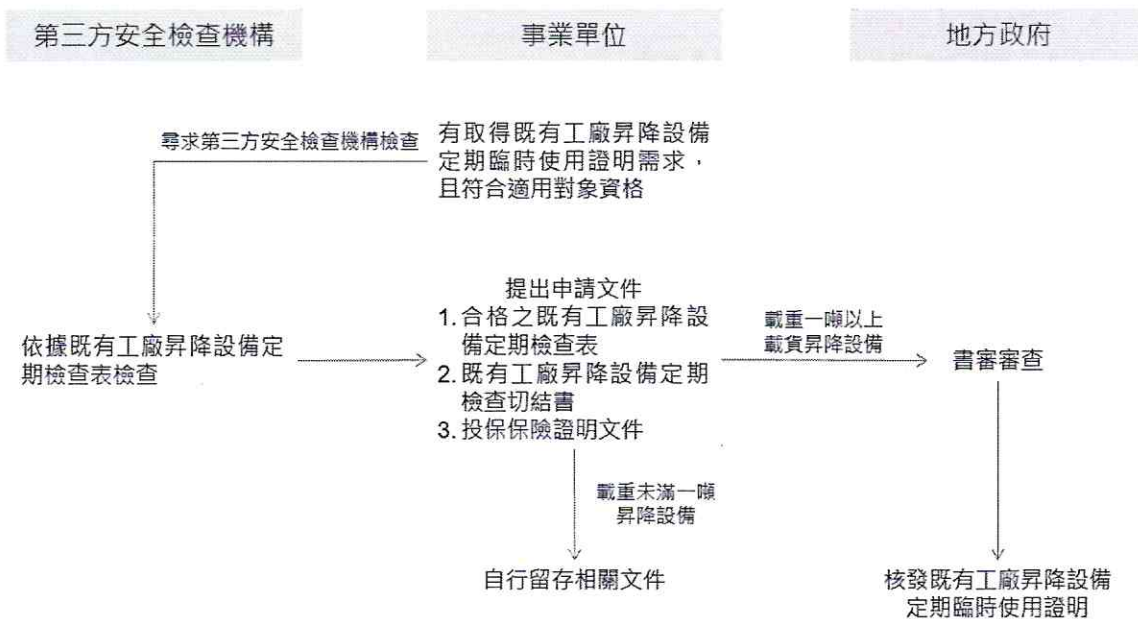 第三方安全檢查機構
事業單位
地方政府
尋求第三方安全檢查機構檢查
有取得既有工廠昇降設備
定期臨時使用證明需求，
且符合適用對象資格
提出申請文件
1. 合格之既有工廠昇降設
備定期檢查表
2. 既有工廠昇降設備定期
檢查切結書
3. 投保保險證明文件
依據既有工廠昇降設備定
期檢查表檢查
載重一噸以上
載貨昇降設備
書審審查
載重未滿一噸
昇降設備
自行留存相關文件
核發既有工廠昇降設備
定期臨時使用證明